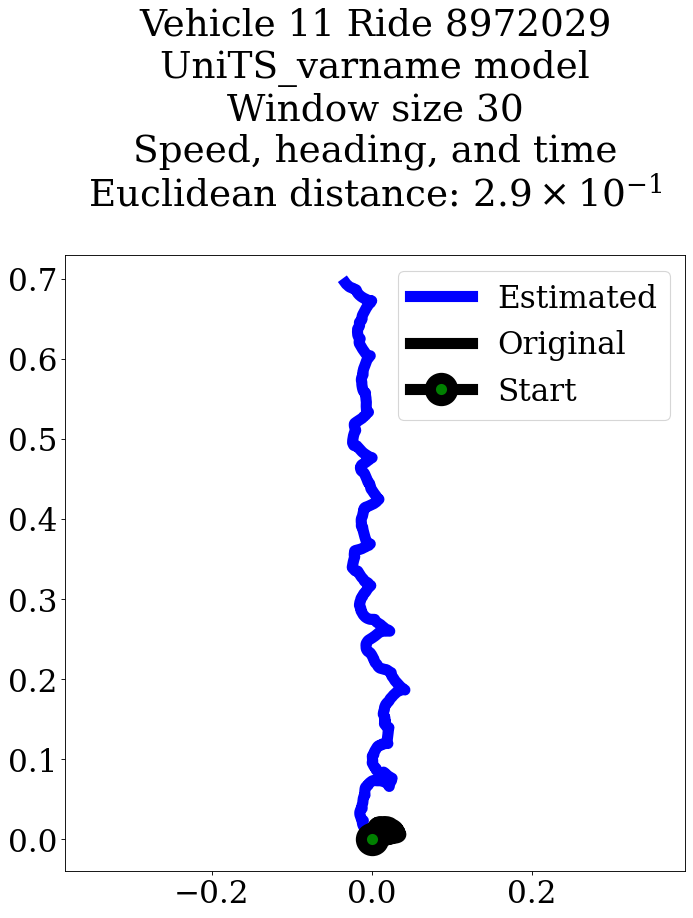 Vehicle 11 Ride 8972029
UniTS_varname model
Window size 30
Speed, heading, and time
Euclidean distance: 2.9 × 10⁻¹
0.7
0.6
0.5
0.4
0.3
0.2
0.1
0.0
Estimated
Original
Start
−0.2
0.0
0.2